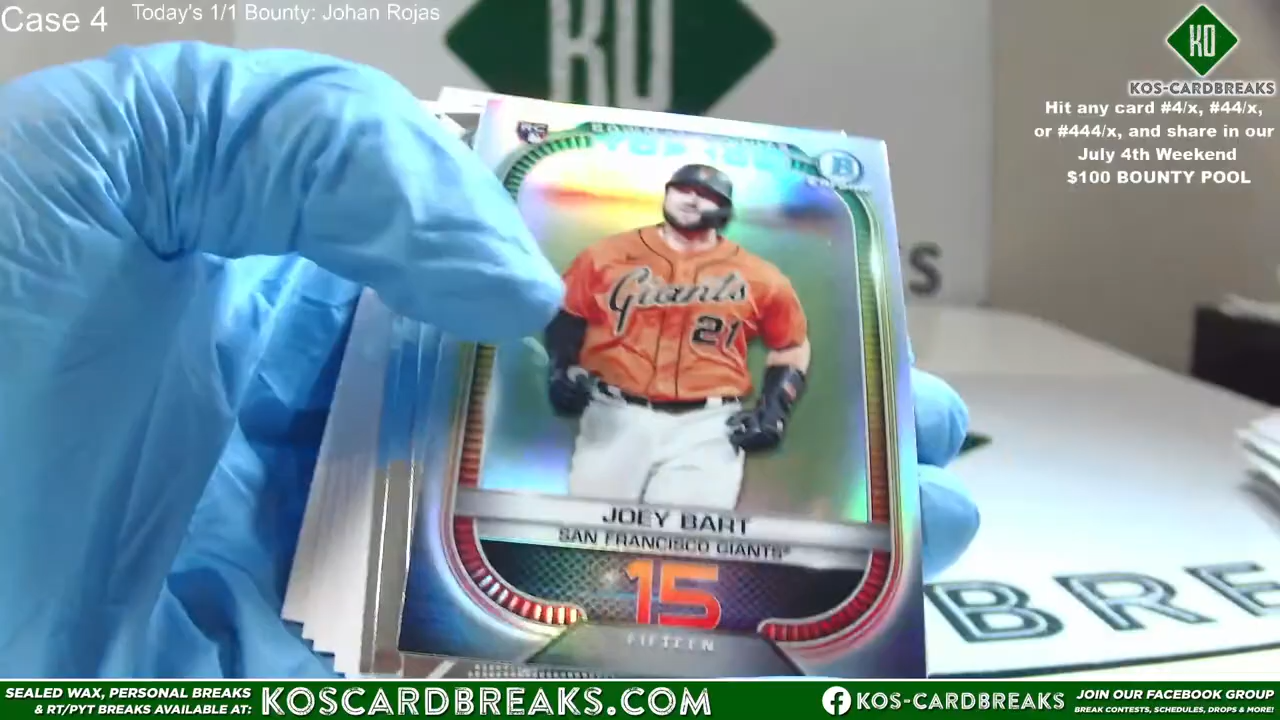 Case 4
Today's 1/1 Bounty: Johan Rojas
KO
KO
KOS-CARDBREAKS
Hit any card #4/x, #44/x,
or #444/x, and share in our
July 4th Weekend
$100 BOUNTY POOL
RC
B
Giants
21
JOEY BART
SAN FRANCISCO GIANTS
15
FIFTEEN
BRE
SEALED WAX, PERSONAL BREAKS
& RT/PYT BREAKS AVAILABLE AT:
KOSCARDBREAKS.COM
KOS-CARDBREAKS
JOIN OUR FACEBOOK GROUP
BREAK CONTESTS, SCHEDULES, DROPS & MORE!